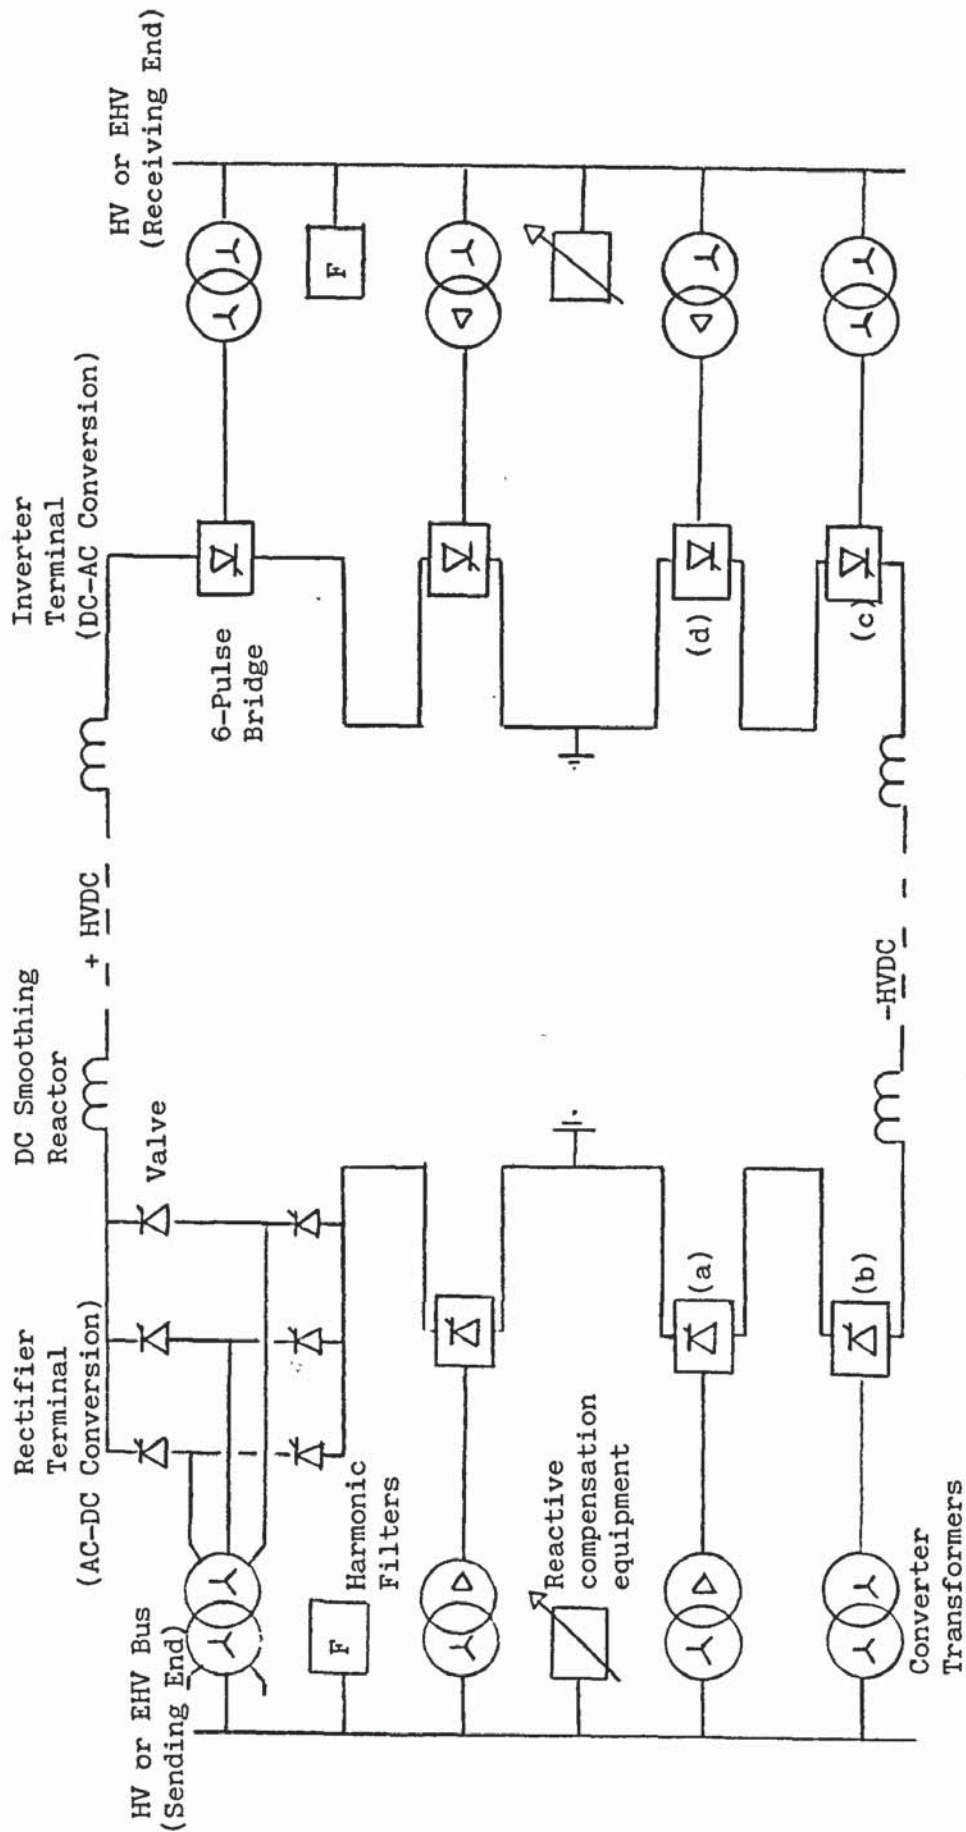 HV or EHV Bus
(Sending End)
Rectifier
Terminal
(AC-DC Conversion)
DC Smoothing
Reactor
+ HVDC
Inverter
Terminal
(DC-AC Conversion)
HV or EHV
(Receiving End)
Valve
6-Pulse
Bridge
F
Harmonic
Filters
F
Reactive
compensation
equipment
(a)
(d)
(b)
(c)
-HVDC
Converter
Transformers